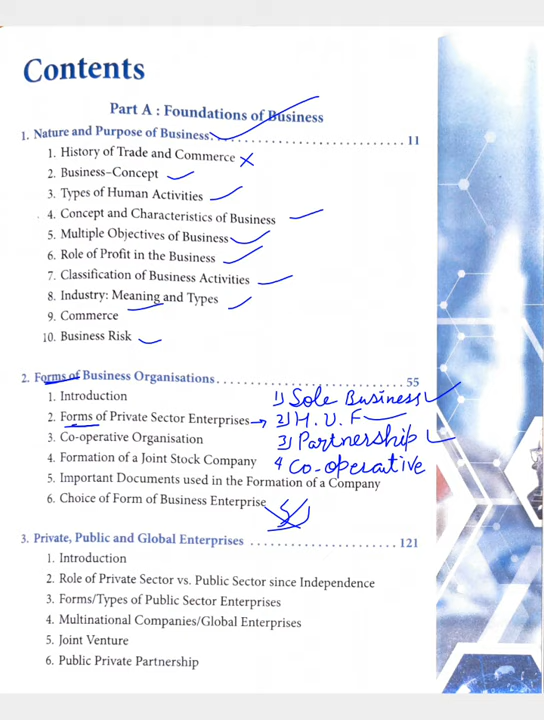 Contents
Part A : Foundations of Business
1. Nature and Purpose of Business. .............................. 11
1. History of Trade and Commerce
2. Business–Concept
3. Types of Human Activities
4. Concept and Characteristics of Business
5. Multiple Objectives of Business
6. Role of Profit in the Business
7. Classification of Business Activities
8. Industry: Meaning and Types
9. Commerce
10. Business Risk
2. Forms of Business Organisations. .............................. 55
1. Introduction 1) Sole Business
2. Forms of Private Sector Enterprises → 2) H.U.F
3. Co-operative Organisation 3) Partnership
4. Formation of a Joint Stock Company 4 Co-operative
5. Important Documents used in the Formation of a Company
6. Choice of Form of Business Enterprise
3. Private, Public and Global Enterprises ........................ 121
1. Introduction
2. Role of Private Sector vs. Public Sector since Independence
3. Forms/Types of Public Sector Enterprises
4. Multinational Companies/Global Enterprises
5. Joint Venture
6. Public Private Partnership